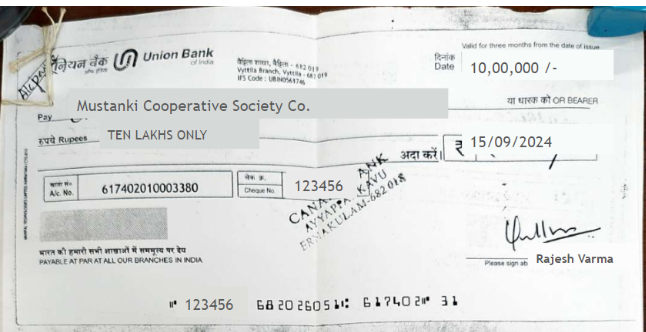 A/c Payee
यूनियन बैंक Union Bank
of India
वैट्टिला शाखा, वैट्टिला - 682 019
Vyttila Branch, Vyttila - 682 019
IFS Code : UBIN0561746
Valid for three months from the date of issue
दिनांक
Date 10,00,000 /-
Mustanki Cooperative Society Co.
Pay
या धारक को OR BEARER
रुपये Rupees TEN LAKHS ONLY
अदा करें। ₹ 15/09/2024
खाता सं०
A/c. No. 617402010003380
चेक क्र.
Cheque No. 123456
CANARA BANK
AYYAPPANKAVU
ERNAKULAM-682 018
भारत की हमारी सभी शाखाओं में सममूल्य पर देय
PAYABLE AT PAR AT ALL OUR BRANCHES IN INDIA
Please sign ab Rajesh Varma
⑈ 123456 682026051⑆ 617402⑈ 31